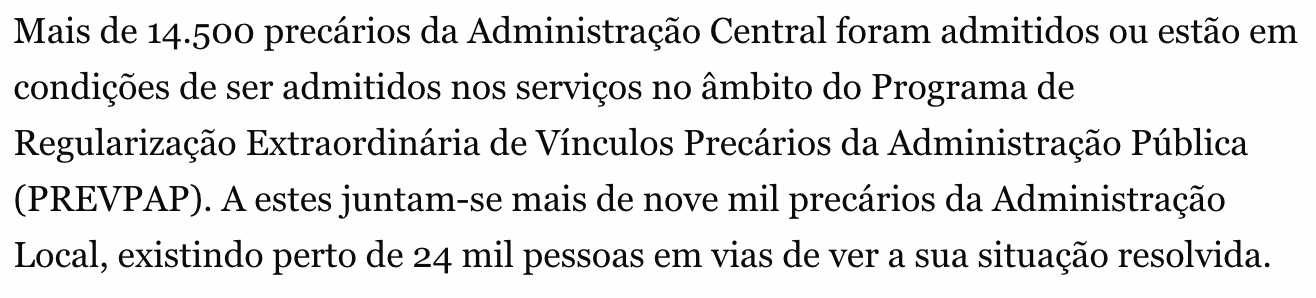 Mais de 14.500 precários da Administração Central foram admitidos ou estão em
condições de ser admitidos nos serviços no âmbito do Programa de
Regularização Extraordinária de Vínculos Precários da Administração Pública
(PREVPAP). A estes juntam-se mais de nove mil precários da Administração
Local, existindo perto de 24 mil pessoas em vias de ver a sua situação resolvida.